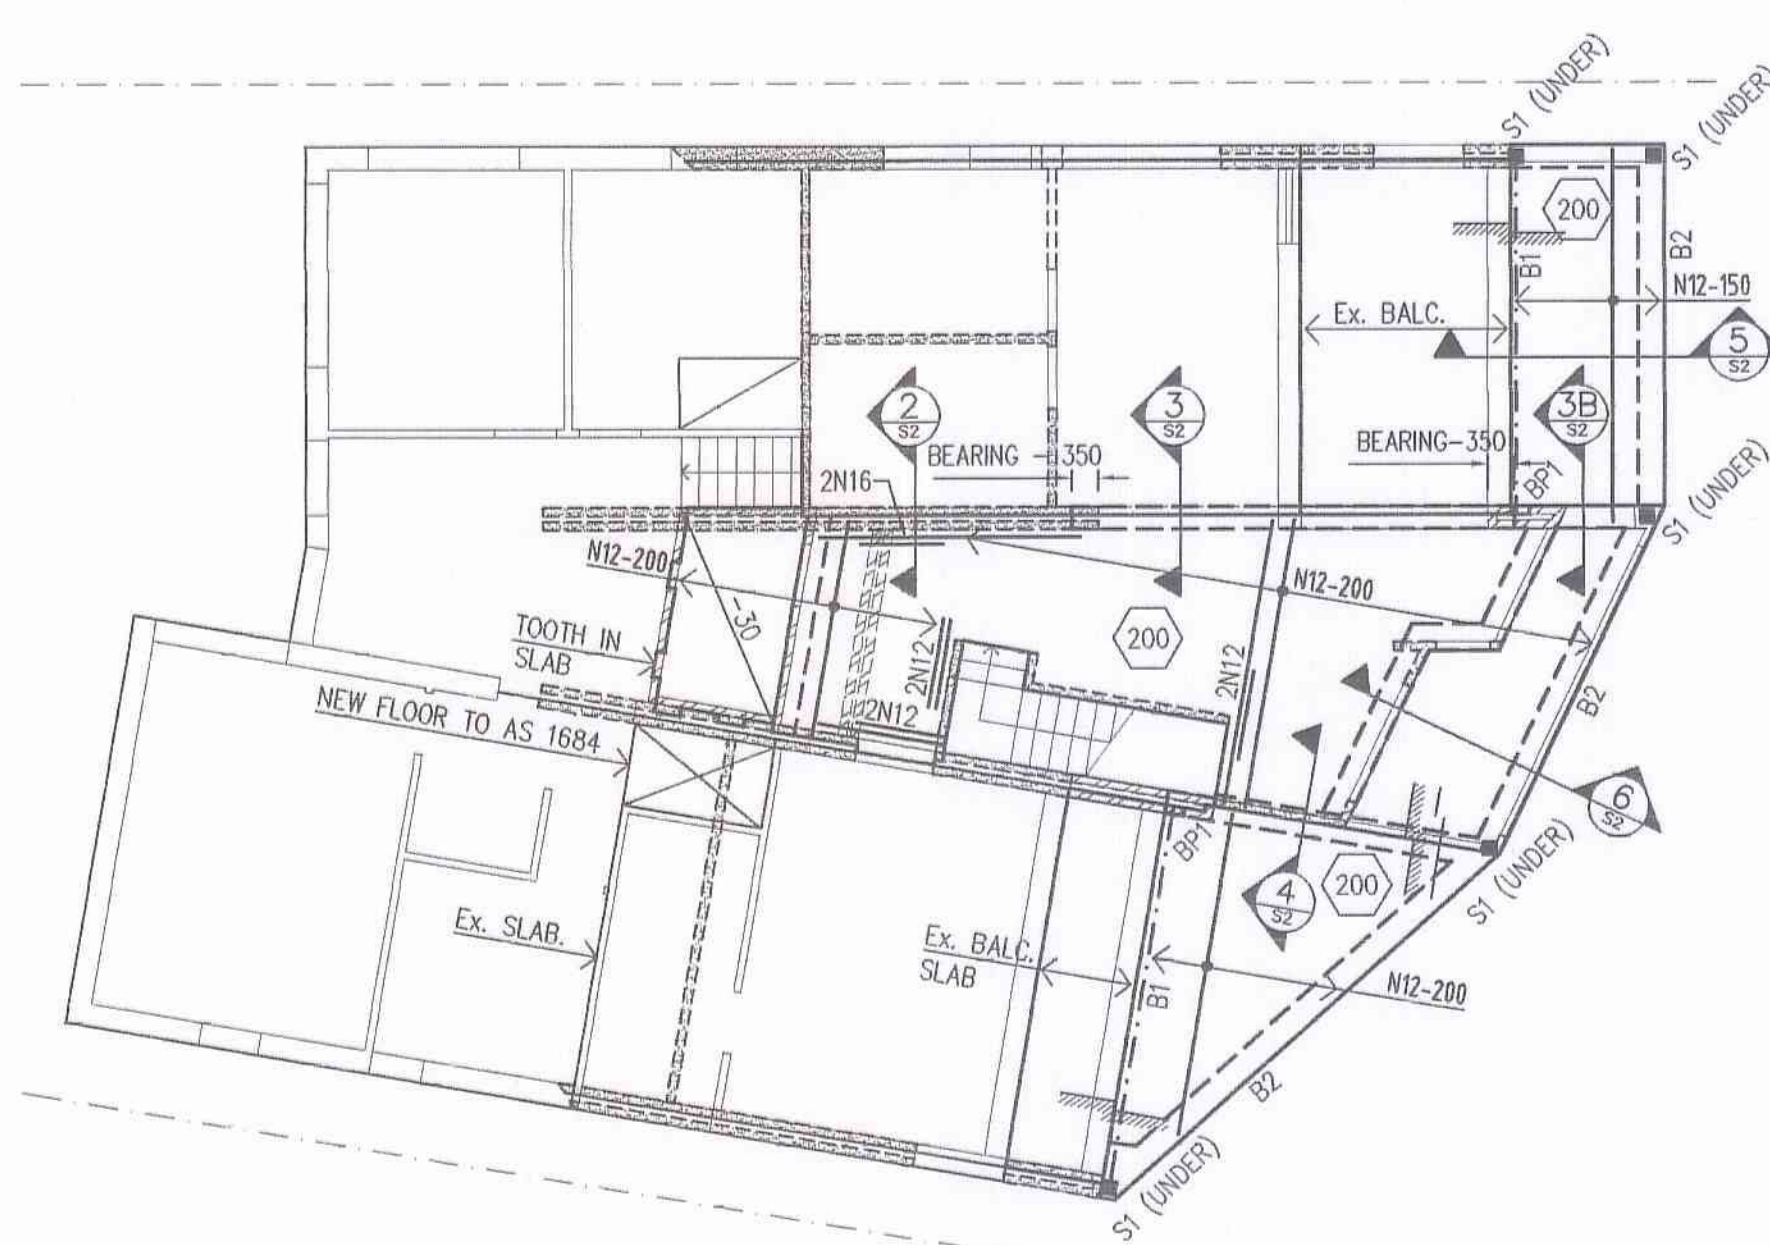 S1 (UNDER)
S1 (UNDER)
200
B1
B2
N12-150
Ex. BALC.
5
S2
2
S2
3
S2
3B
S2
BEARING - 350
BEARING-350
2N16
BP1
S1 (UNDER)
N12-200
N12-200
-30
TOOTH IN
SLAB
200
2N12
2N12
2N12
NEW FLOOR TO AS 1684
B2
6
S2
BP1
200
S1 (UNDER)
4
S2
Ex. SLAB.
Ex. BALC.
SLAB
B1
N12-200
B2
S1 (UNDER)